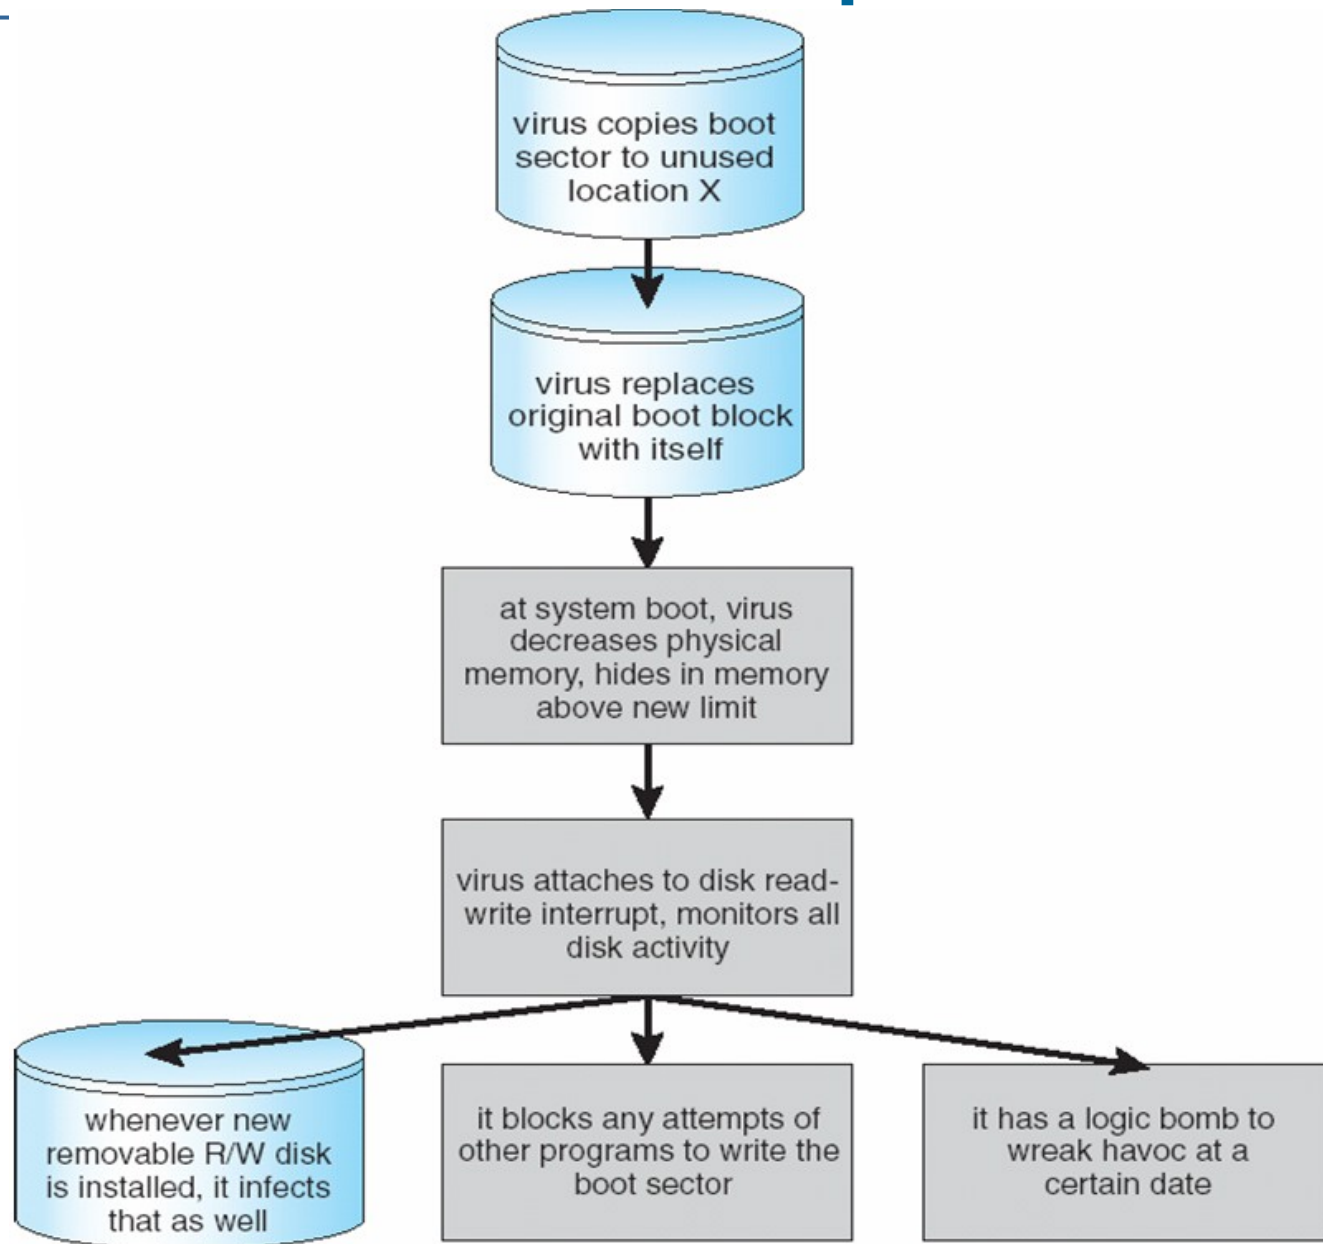 virus copies boot
sector to unused
location X
virus replaces
original boot block
with itself
at system boot, virus
decreases physical
memory, hides in memory
above new limit
virus attaches to disk read-
write interrupt, monitors all
disk activity
whenever new
removable R/W disk
is installed, it infects
that as well
it blocks any attempts of
other programs to write the
boot sector
it has a logic bomb to
wreak havoc at a
certain date